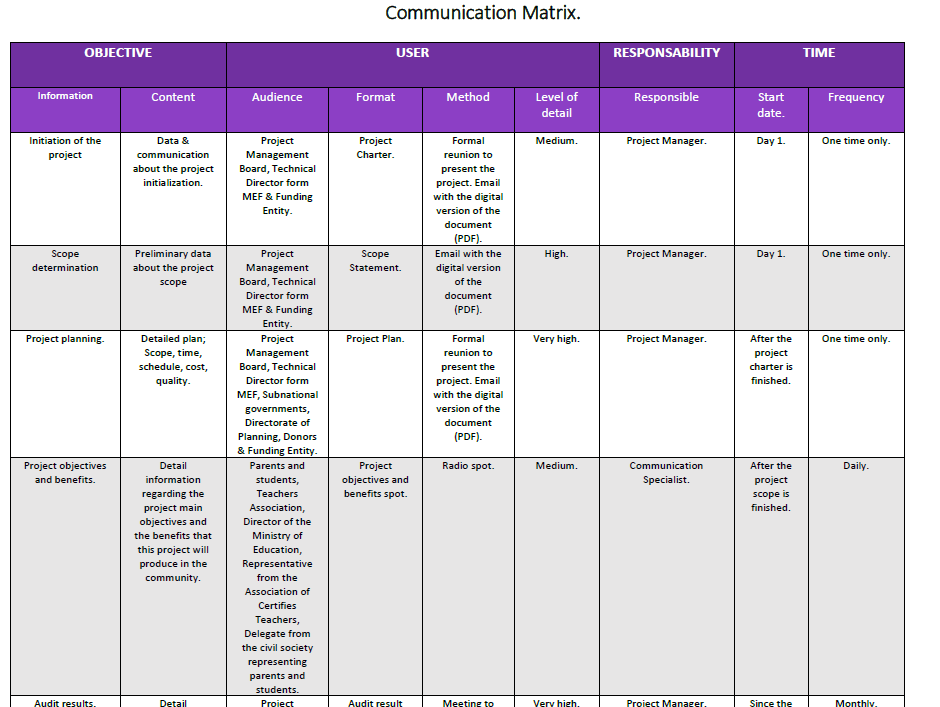 Communication Matrix.
OBJECTIVE
USER
RESPONSABILITY
TIME
Information
Content
Audience
Format
Method
Level of
detail
Responsible
Start
date.
Frequency
Initiation of the
project
Data &
communication
about the project
initialization.
Project
Management
Board, Technical
Director form
MEF & Funding
Entity.
Project
Charter.
Formal
reunion to
present the
project. Email
with the digital
version of the
document
(PDF).
Medium.
Project Manager.
Day 1.
One time only.
Scope
determination
Preliminary data
about the project
scope
Project
Management
Board, Technical
Director form
MEF & Funding
Entity.
Scope
Statement.
Email with the
digital version
of the
document
(PDF).
High.
Project Manager.
Day 1.
One time only.
Project planning.
Detailed plan;
Scope, time,
schedule, cost,
quality.
Project
Management
Board, Technical
Director form
MEF, Subnational
governments,
Directorate of
Planning, Donors
& Funding Entity.
Project Plan.
Formal
reunion to
present the
project. Email
with the digital
version of the
document
(PDF).
Very high.
Project Manager.
After the
project
charter is
finished.
One time only.
Project objectives
and benefits.
Detail
information
regarding the
project main
objectives and
the benefits that
this project will
produce in the
community.
Parents and
students,
Teachers
Association,
Director of the
Ministry of
Education,
Representative
from the
Association of
Certifies
Teachers,
Delegate from
the civil society
representing
parents and
students.
Project
objectives and
benefits spot.
Radio spot.
Medium.
Communication
Specialist.
After the
project
scope is
finished.
Daily.
Audit results.
Detail
Project
Audit result
Meeting to
Very high.
Project Manager.
Since the
Monthly.